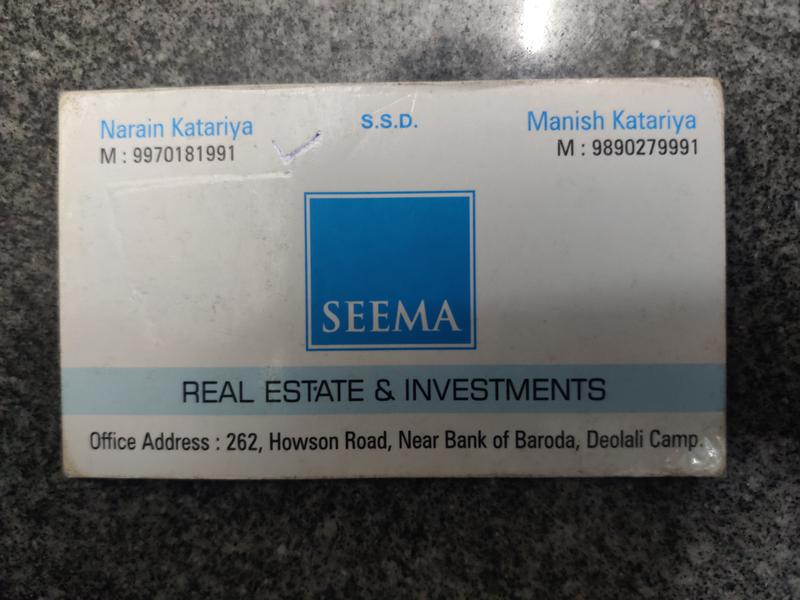 Narain Katariya
M : 9970181991
S.S.D.
Manish Katariya
M : 9890279991
SEEMA
REAL ESTATE & INVESTMENTS
Office Address : 262, Howson Road, Near Bank of Baroda, Deolali Camp.